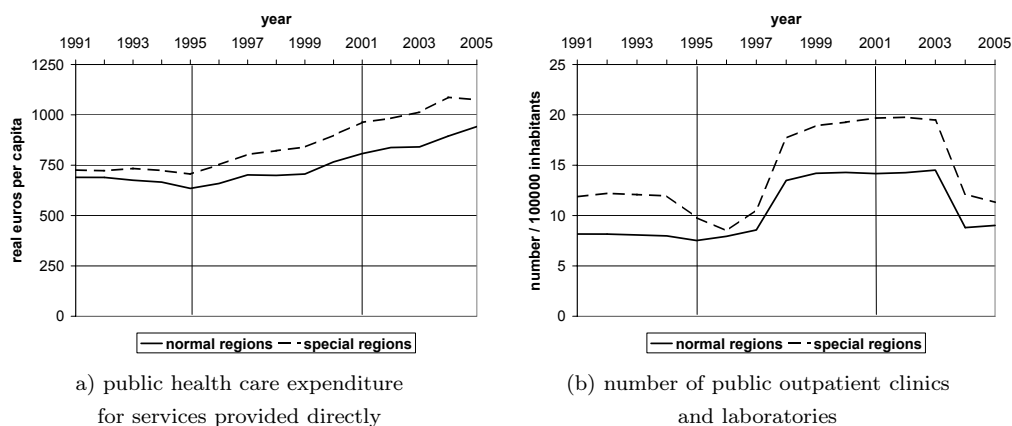 year
1991 1993 1995 1997 1999 2001 2003 2005
1250
1000
750
500
250
0
real euros per capita
normal regions special regions
a) public health care expenditure
for services provided directly
year
1991 1993 1995 1997 1999 2001 2003 2005
25
20
15
10
5
0
number / 100000 inhabitants
normal regions special regions
(b) number of public outpatient clinics
and laboratories